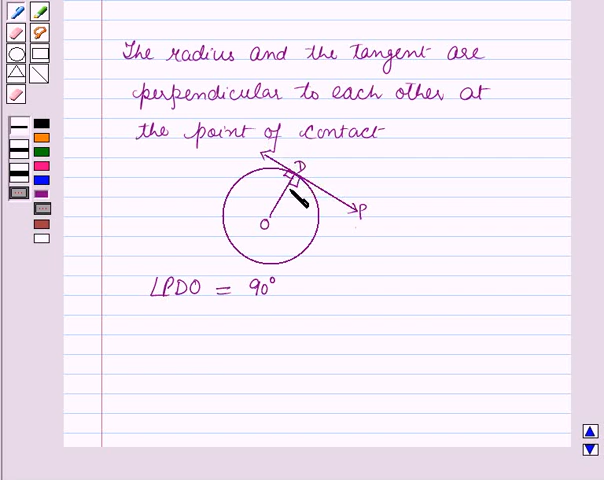 The radius and the tangent are
perpendicular to each other at
the point of contact
D
P
O
∠PDO = 90°